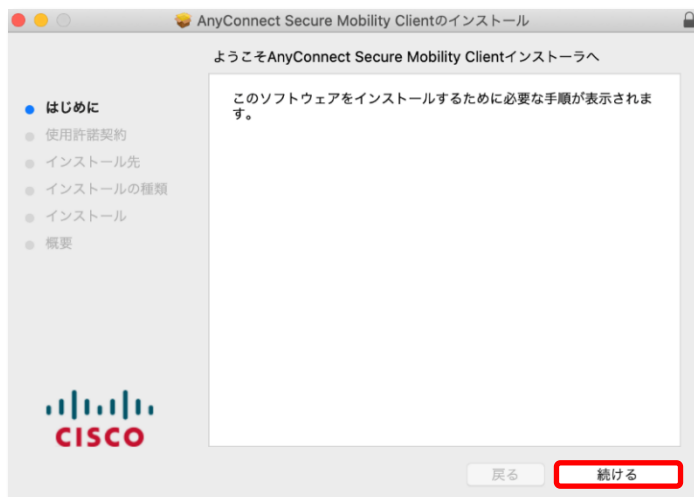 AnyConnect Secure Mobility Clientのインストール
ようこそAnyConnect Secure Mobility Clientインストーラへ
はじめに
使用許諾契約
インストール先
インストールの種類
インストール
概要
このソフトウェアをインストールするために必要な手順が表示されま
す。
CISCO
戻る
続ける